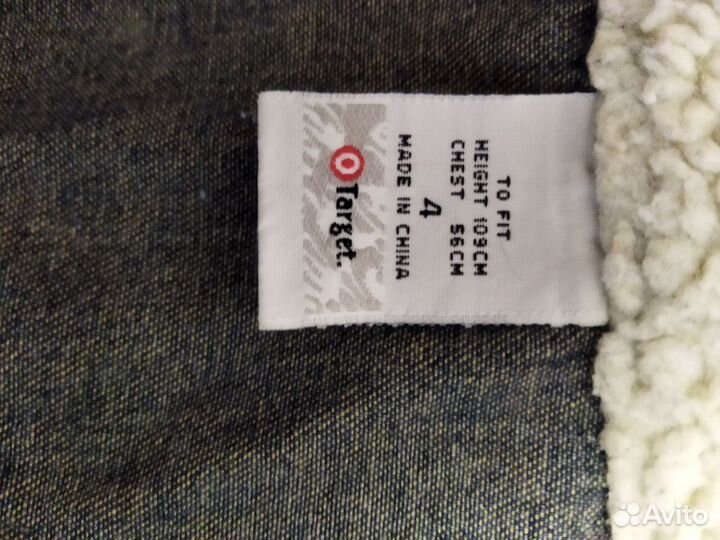 TO FIT
HEIGHT 109CM
CHEST 56CM
4
MADE IN CHINA
Target.
Avito